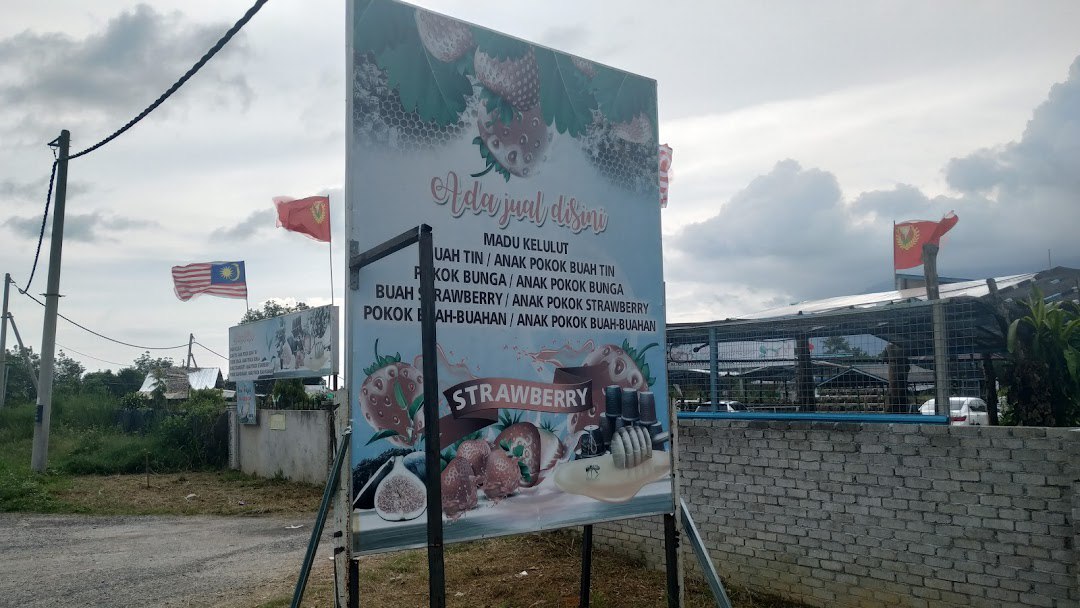 Ada jual disini
MADU KELULUT
UAH TIN / ANAK POKOK BUAH TIN
POKOK BUNGA / ANAK POKOK BUNGA
BUAH STRAWBERRY / ANAK POKOK STRAWBERRY
POKOK BUAH-BUAHAN / ANAK POKOK BUAH-BUAHAN
STRAWBERRY